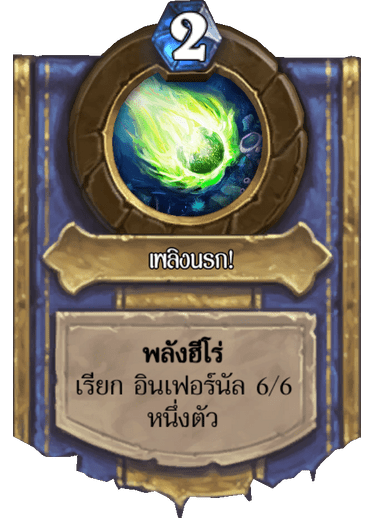 2
เพลิงนรก!
พลังฮีโร่
เรียก อินเฟอร์นัล 6/6
หนึ่งตัว